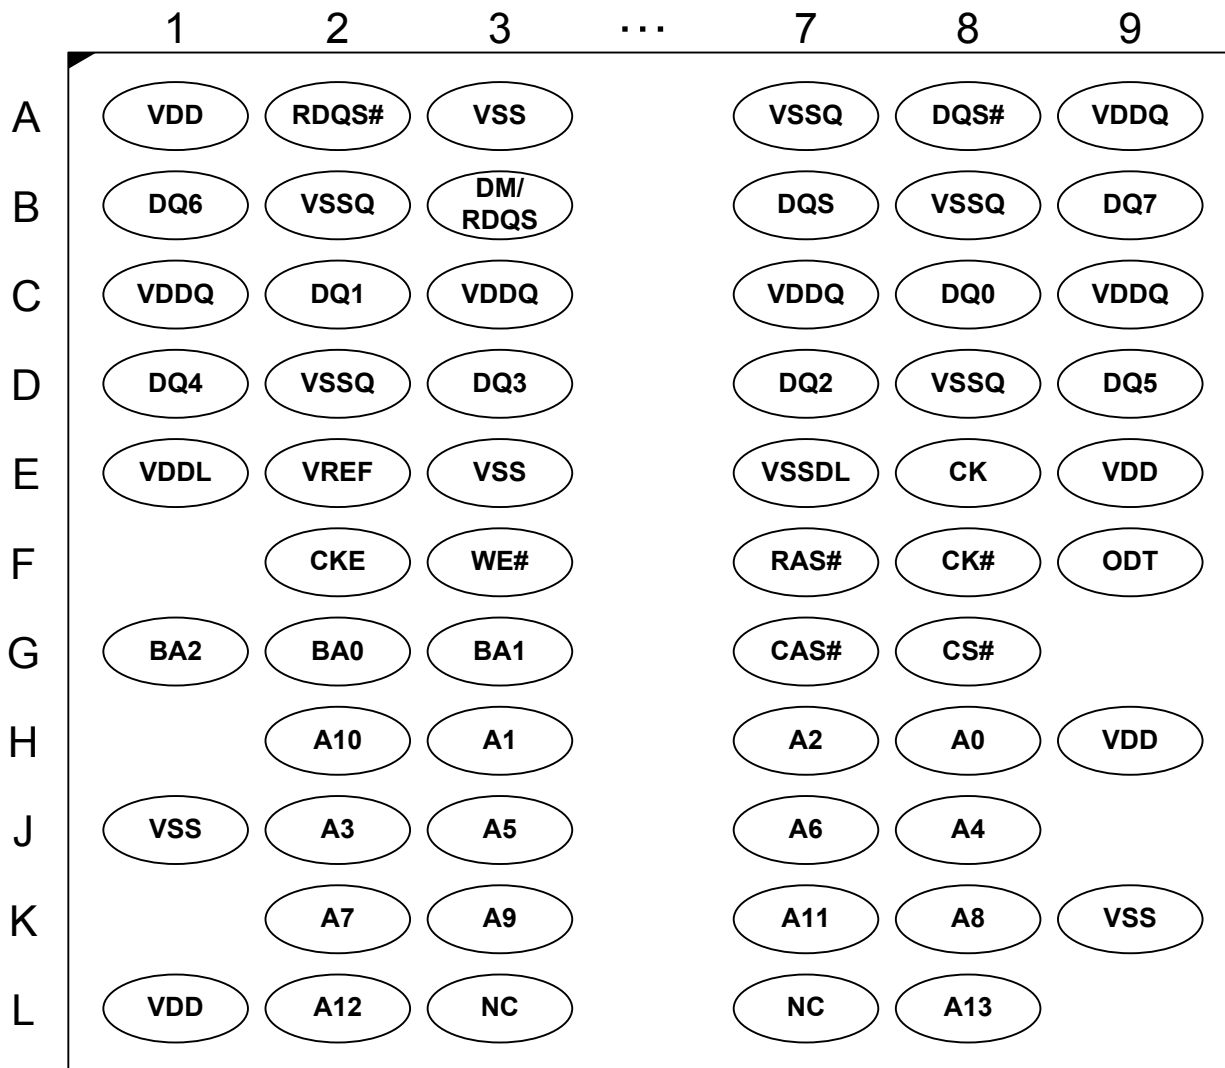 1 2 3 ... 7 8 9
A VDD RDQS# VSS VSSQ DQS# VDDQ
B DQ6 VSSQ DM/ RDQS DQS VSSQ DQ7
C VDDQ DQ1 VDDQ VDDQ DQ0 VDDQ
D DQ4 VSSQ DQ3 DQ2 VSSQ DQ5
E VDDL VREF VSS VSSDL CK VDD
F CKE WE# RAS# CK# ODT
G BA2 BA0 BA1 CAS# CS#
H A10 A1 A2 A0 VDD
J VSS A3 A5 A6 A4
K A7 A9 A11 A8 VSS
L VDD A12 NC NC A13